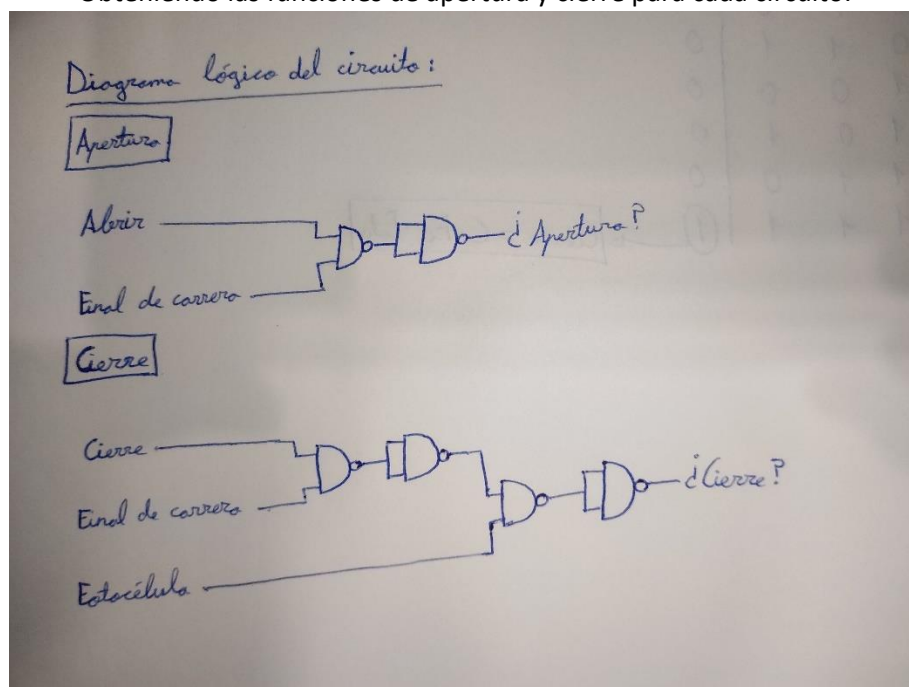 Obteniendo las funciones de apertura y cierre para cada circuito:
Diagrama lógico del circuito:
Apertura
Abrir
¿Apertura?
Final de carrera
Cierre
Cierre
¿Cierre?
Final de carrera
Fotocélula